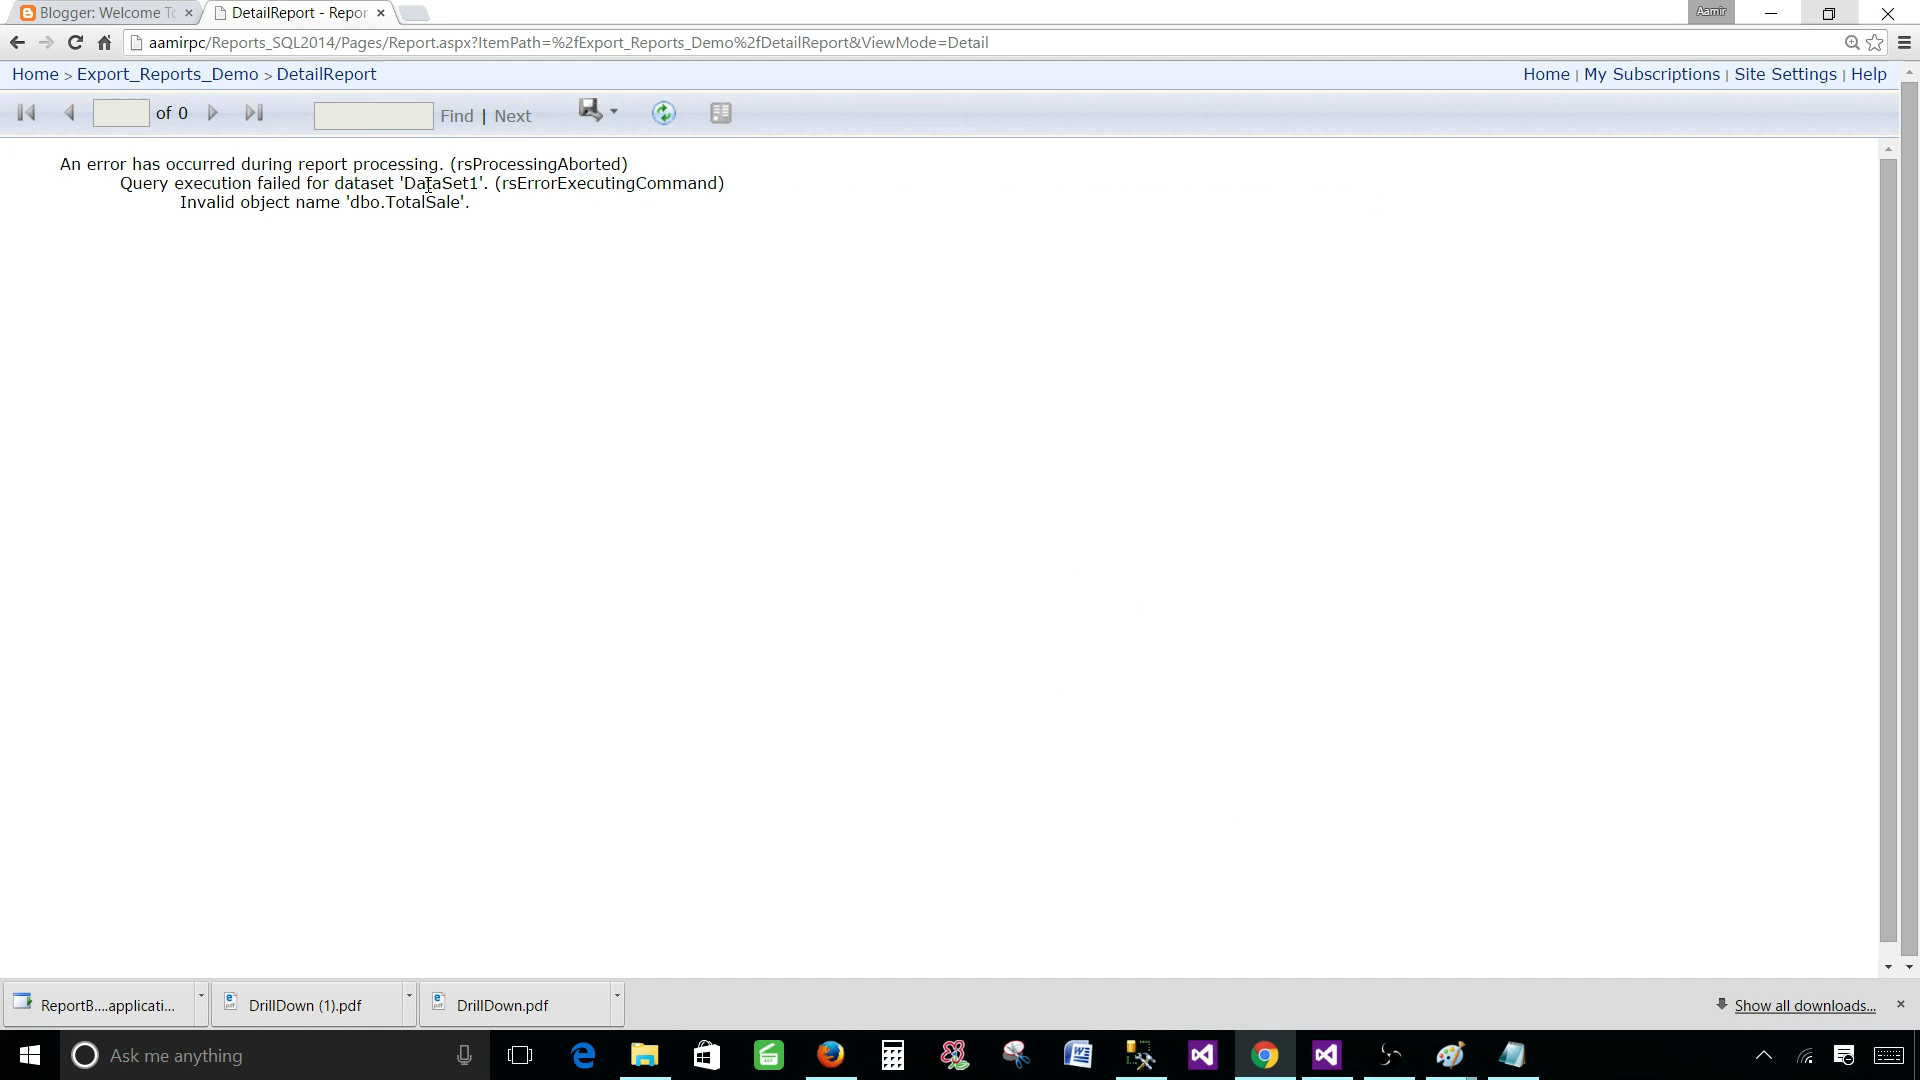 Blogger: Welcome To
DetailReport - Repor
Aamir
aamirpc/Reports_SQL2014/Pages/Report.aspx?ItemPath=%2fExport_Reports_Demo%2fDetailReport&ViewMode=Detail
Home > Export_Reports_Demo > DetailReport
Home | My Subscriptions | Site Settings | Help
of 0
Find | Next
An error has occurred during report processing. (rsProcessingAborted)
Query execution failed for dataset 'DataSet1'. (rsErrorExecutingCommand)
Invalid object name 'dbo.TotalSale'.
ReportB....applicati...
DrillDown (1).pdf
DrillDown.pdf
Show all downloads...
Ask me anything